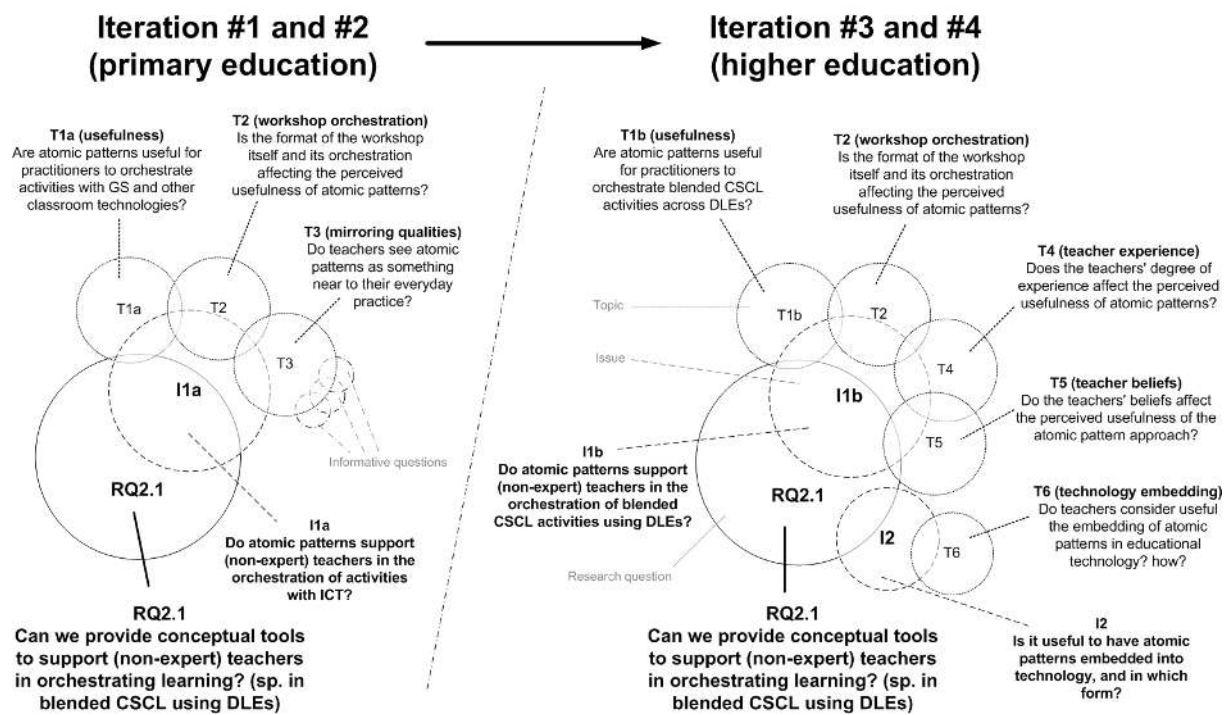 Iteration #1 and #2
(primary education)
T1a (usefulness)
Are atomic patterns useful for
practitioners to orchestrate
activities with GS and other
classroom technologies?
T2 (workshop orchestration)
Is the format of the workshop
itself and its orchestration
affecting the perceived
usefulness of atomic patterns?
T3 (mirroring qualities)
Do teachers see atomic
patterns as something
near to their everyday
practice?
T1a
T2
T3
I1a
Informative questions
RQ2.1
I1a
Do atomic patterns support
(non-expert) teachers in the
orchestration of activities
with ICT?
RQ2.1
Can we provide conceptual tools
to support (non-expert) teachers
in orchestrating learning? (sp. in
blended CSCL using DLEs)
Iteration #3 and #4
(higher education)
T1b (usefulness)
Are atomic patterns useful
for practitioners to
orchestrate blended CSCL
activities across DLEs?
T2 (workshop orchestration)
Is the format of the workshop
itself and its orchestration
affecting the perceived
usefulness of atomic patterns?
T4 (teacher experience)
Does the teachers' degree of
experience affect the perceived
usefulness of atomic patterns?
Topic
T1b
T2
Issue
T4
I1b
T5 (teacher beliefs)
Do the teachers' beliefs affect
the perceived usefulness of the
atomic pattern approach?
T5
I1b
Do atomic patterns support
(non-expert) teachers in the
orchestration of blended
CSCL activities using DLEs?
RQ2.1
T6 (technology embedding)
Do teachers consider useful
the embedding of atomic
patterns in educational
technology? how?
I2
T6
Research question
RQ2.1
Can we provide conceptual tools
to support (non-expert) teachers
in orchestrating learning? (sp. in
blended CSCL using DLEs)
I2
Is it useful to have atomic
patterns embedded into
technology, and in which
form?